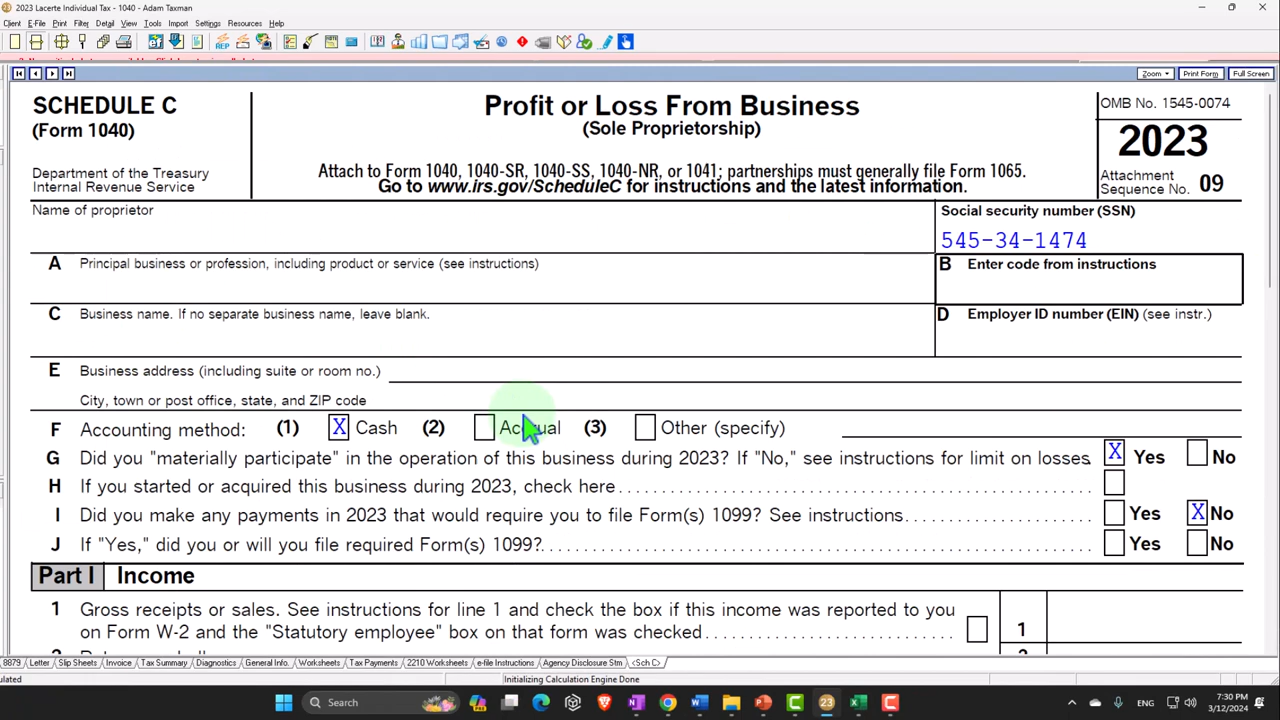 2023 Lacerte Individual Tax - 1040 - Adam Taxman
Client E-File Print Filter Detail View Tools Import Settings Resources Help
REP
Zoom Print Form Full Screen
SCHEDULE C
(Form 1040)
Department of the Treasury
Internal Revenue Service
Profit or Loss From Business
(Sole Proprietorship)
Attach to Form 1040, 1040-SR, 1040-SS, 1040-NR, or 1041; partnerships must generally file Form 1065.
Go to www.irs.gov/ScheduleC for instructions and the latest information.
OMB No. 1545-0074
2023
Attachment
Sequence No. 09
Name of proprietor
Social security number (SSN)
545-34-1474
A Principal business or profession, including product or service (see instructions)
B Enter code from instructions
C Business name. If no separate business name, leave blank.
D Employer ID number (EIN) (see instr.)
E Business address (including suite or room no.)
City, town or post office, state, and ZIP code
F Accounting method: (1) X Cash (2) Accrual (3) Other (specify)
G Did you "materially participate" in the operation of this business during 2023? If "No," see instructions for limit on losses. X Yes No
H If you started or acquired this business during 2023, check here
I Did you make any payments in 2023 that would require you to file Form(s) 1099? See instructions Yes X No
J If "Yes," did you or will you file required Form(s) 1099? Yes No
Part I Income
1 Gross receipts or sales. See instructions for line 1 and check the box if this income was reported to you
on Form W-2 and the "Statutory employee" box on that form was checked 1
8879 Letter Slip Sheets Invoice Tax Summary Diagnostics General Info. Worksheets Tax Payments 2210 Worksheets e-file Instructions Agency Disclosure Stm <Sch C>
Initializing Calculation Engine Done
Search
23
ENG
7:30 PM
3/12/2024